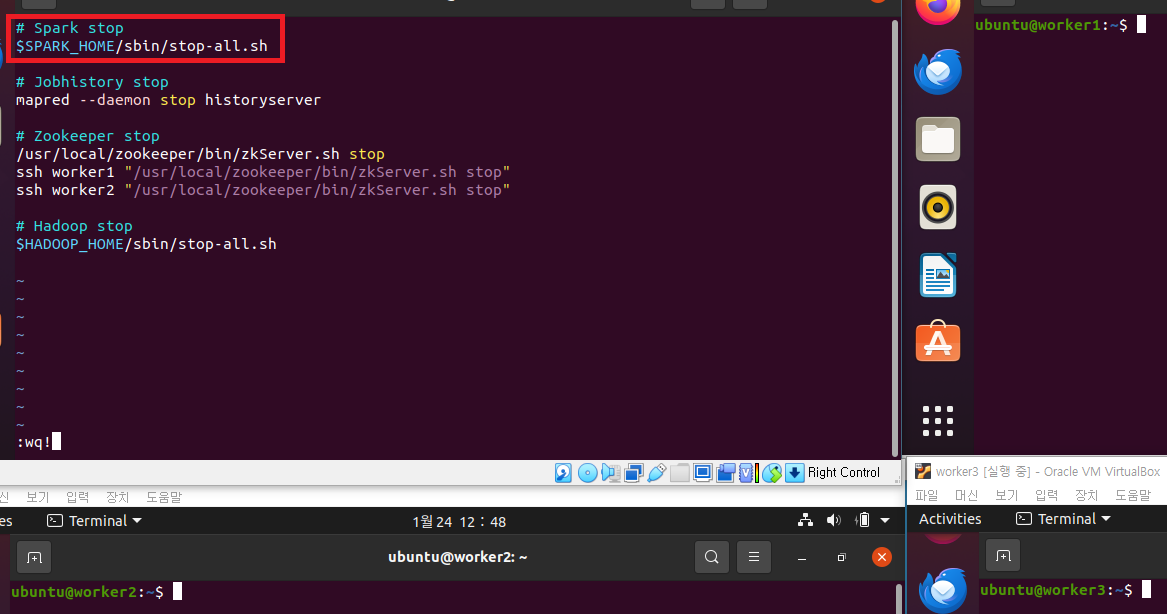 # Spark stop
$SPARK_HOME/sbin/stop-all.sh
# Jobhistory stop
mapred --daemon stop historyserver
# Zookeeper stop
/usr/local/zookeeper/bin/zkServer.sh stop
ssh worker1 "/usr/local/zookeeper/bin/zkServer.sh stop"
ssh worker2 "/usr/local/zookeeper/bin/zkServer.sh stop"
# Hadoop stop
$HADOOP_HOME/sbin/stop-all.sh
~
~
~
~
~
~
~
~
~
:wq!
ubuntu@worker1:~$
Right Control
보기 입력 장치 도움말
Terminal
1월 24 12 : 48
ubuntu@worker2: ~
ubuntu@worker2:~$
worker3 [실행 중] - Oracle VM VirtualBox
파일 머신 보기 입력 장치 도움말
Activities Terminal
ubuntu@worker3:~$